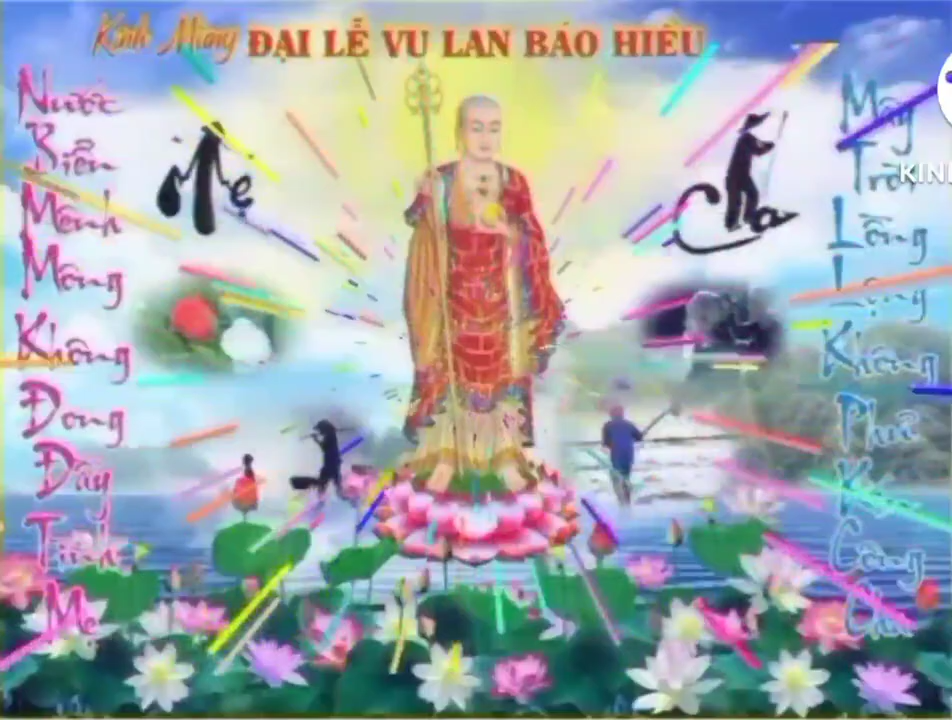 Kính Mừng ĐẠI LỄ VU LAN BÁO HIẾU
Nước
Biển
Mênh
Mông
Không
Đong
Đầy
Tình
Mẹ
Mẹ
Cha
Mây
Trời
Lồng
Lộng
Không
Phủ
Kín
Công
Cha
KIN